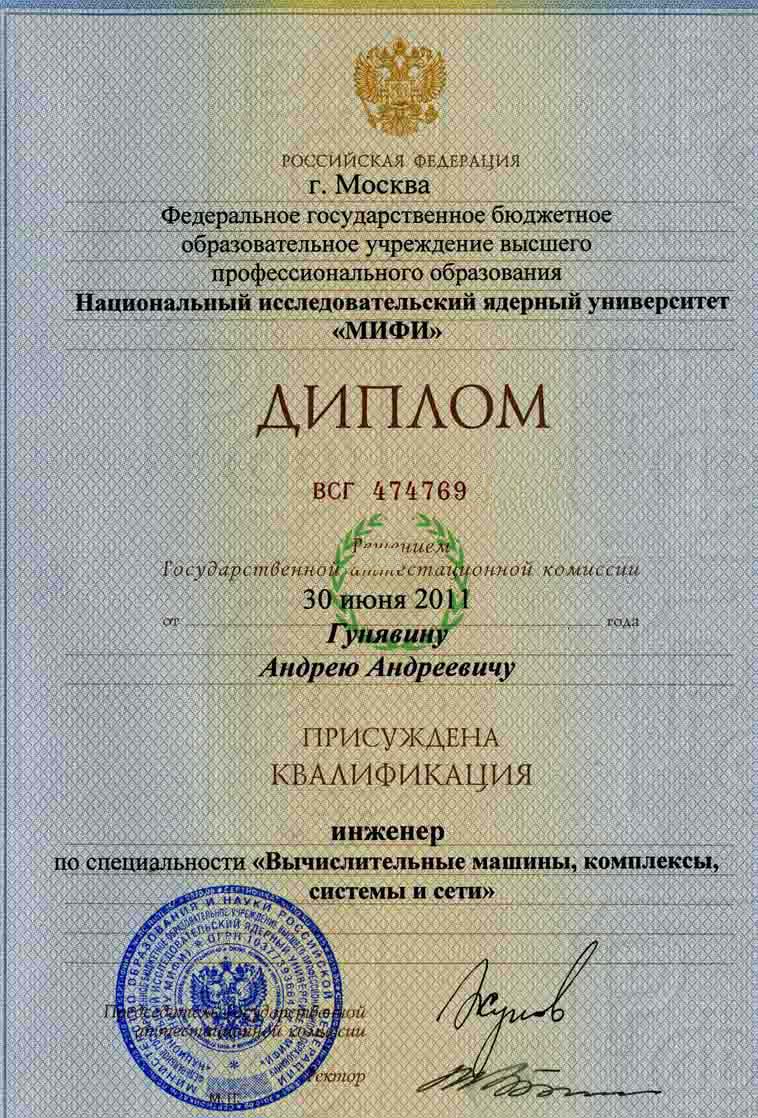 РОССИЙСКАЯ ФЕДЕРАЦИЯ
г. Москва
Федеральное государственное бюджетное
образовательное учреждение высшего
профессионального образования
Национальный исследовательский ядерный университет
«МИФИ»
ДИПЛОМ
ВСГ 474769
Решением
Государственной аттестационной комиссии
30 июня 2011
от года
Гунявину
Андрею Андреевичу
ПРИСУЖДЕНА
КВАЛИФИКАЦИЯ
инженер
по специальности «Вычислительные машины, комплексы,
системы и сети»
Председатель Государственной
аттестационной комиссии
Ректор
М.П.